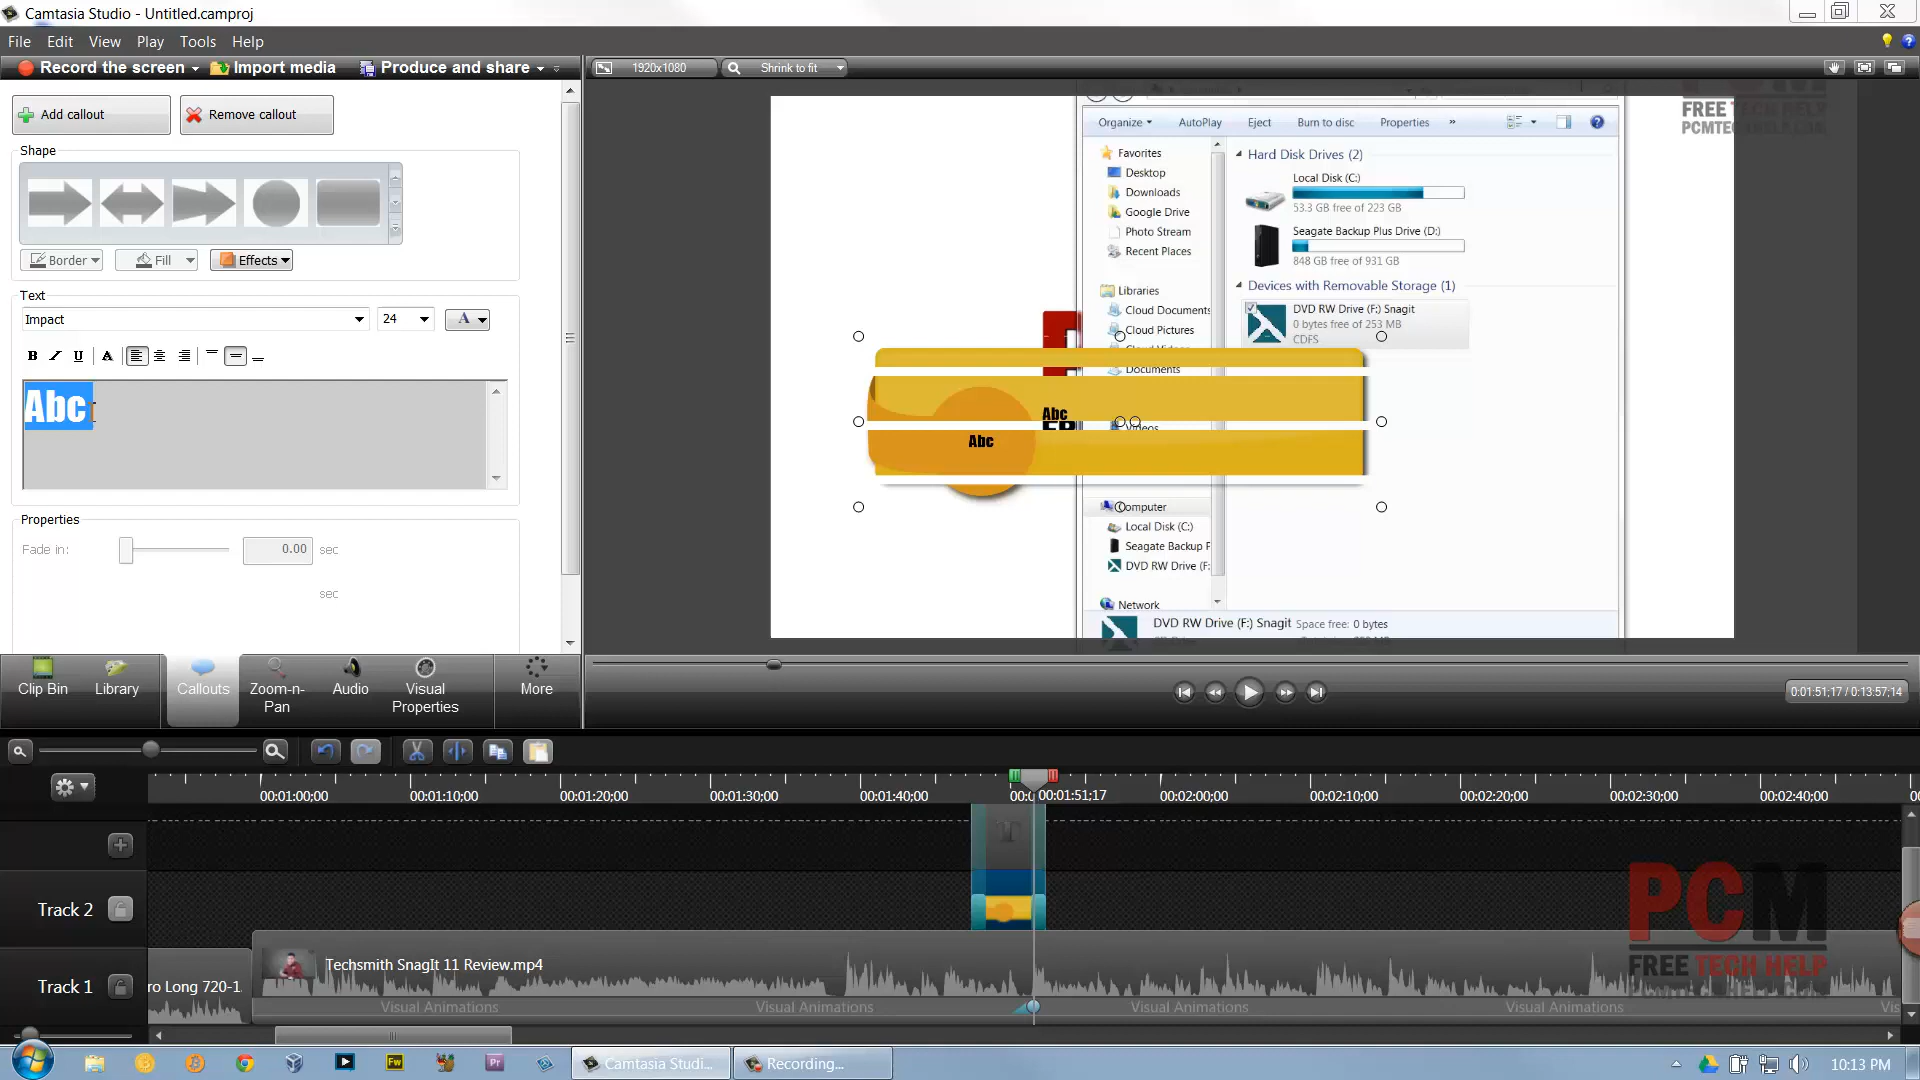 Camtasia Studio - Untitled.camproj
File Edit View Play Tools Help
Record the screen Import media Produce and share
1920x1080 Shrink to fit
Add callout Remove callout
Shape
Border Fill Effects
Text
Impact 24 A
B I U A
Abc
Properties
Fade in: 0.00 sec
sec
Clip Bin Library Callouts Zoom-n-Pan Audio Visual Properties More
FREE TECH HELP
Organize AutoPlay Eject Burn to disc Properties »
Favorites
Desktop
Downloads
Google Drive
Photo Stream
Recent Places
Libraries
Cloud Documents
Cloud Pictures
Documents
Videos
Computer
Local Disk (C:)
Seagate Backup P
DVD RW Drive (F:
Network
Hard Disk Drives (2)
Local Disk (C:)
53.3 GB free of 223 GB
Seagate Backup Plus Drive (D:)
848 GB free of 931 GB
Devices with Removable Storage (1)
DVD RW Drive (F:) Snagit
0 bytes free of 253 MB
CDFS
Abc
Abc
DVD RW Drive (F:) Snagit Space free: 0 bytes
0:01:51;17 / 0:13:57;14
00:01:00;00 00:01:10;00 00:01:20;00 00:01:30;00 00:01:40;00 00:01:51;17 00:02:00;00 00:02:10;00 00:02:20;00 00:02:30;00 00:02:40;00
T
Track 2
Techsmith SnagIt 11 Review.mp4
Track 1
ro Long 720-1.
Visual Animations Visual Animations Visual Animations Visual Animations Vis
PCM
FREE TECH HELP
Fw Pr Camtasia Studi... Recording...
10:13 PM